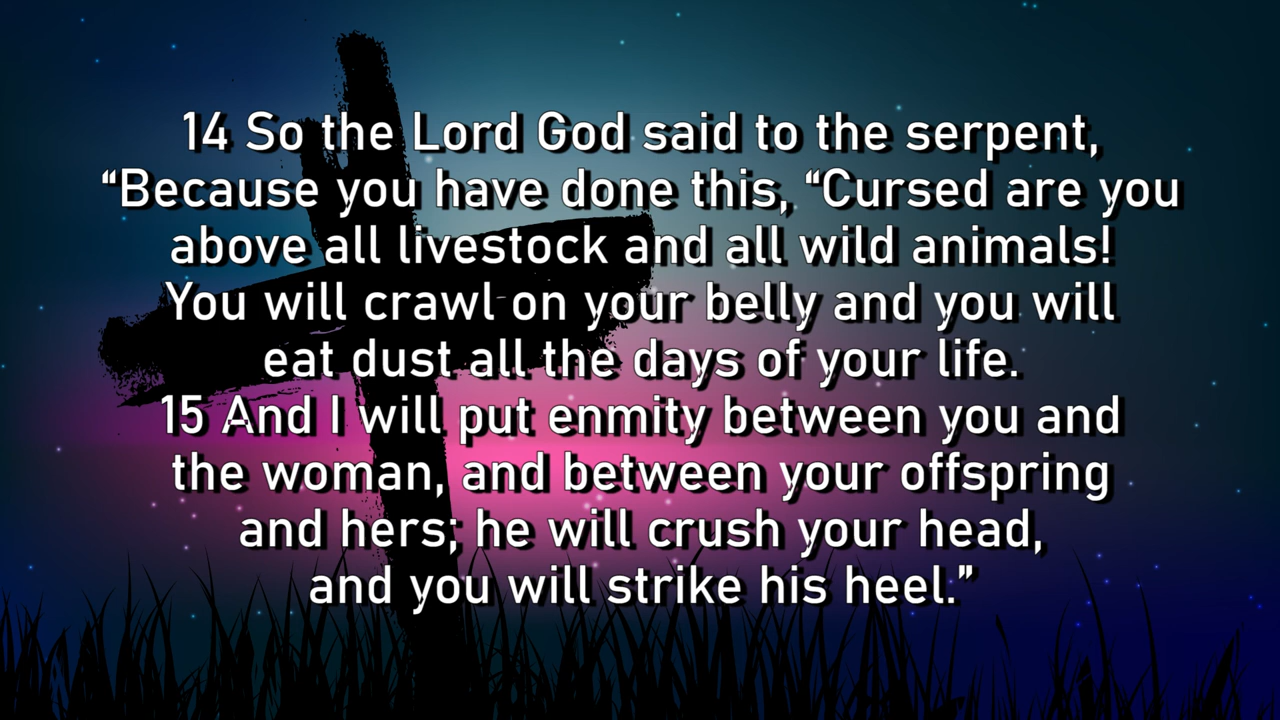 14 So the Lord God said to the serpent,
“Because you have done this, “Cursed are you
above all livestock and all wild animals!
You will crawl on your belly and you will
eat dust all the days of your life.
15 And I will put enmity between you and
the woman, and between your offspring
and hers; he will crush your head,
and you will strike his heel.”